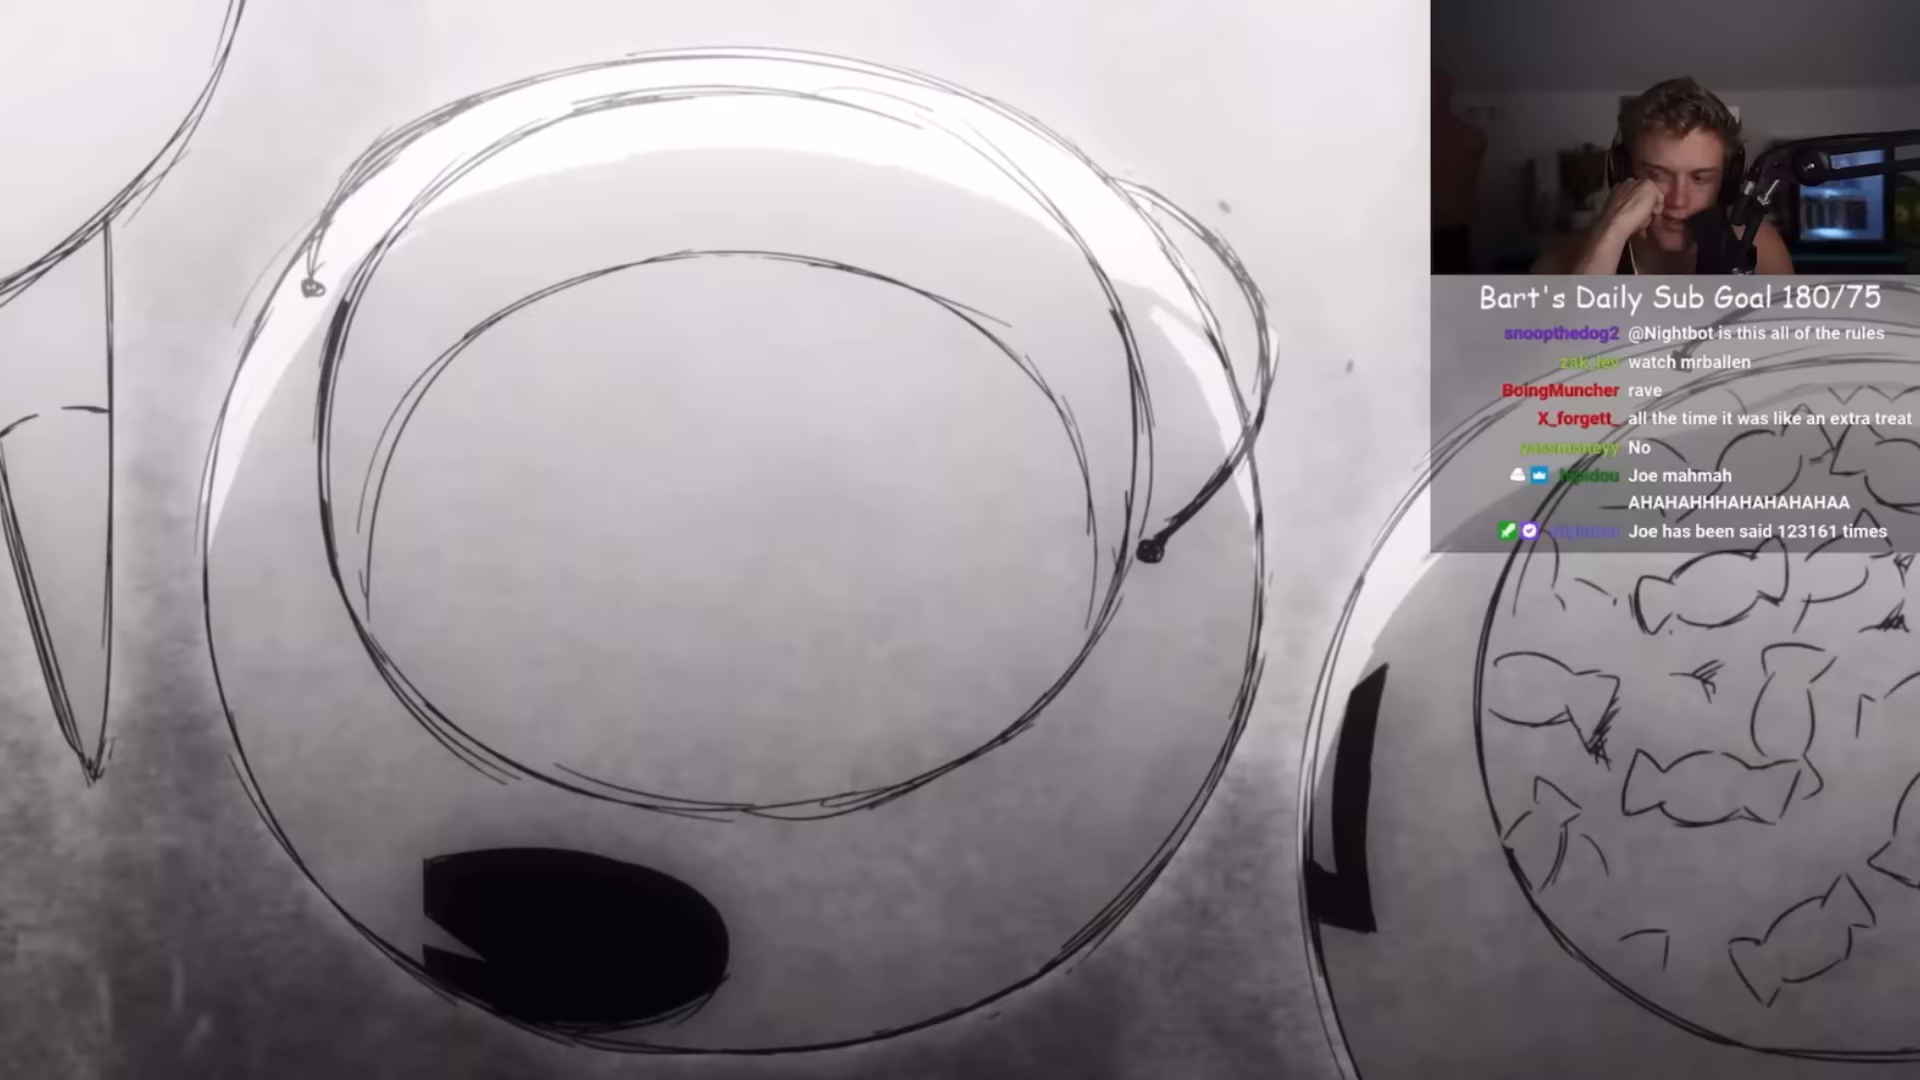 Bart's Daily Sub Goal 180/75
snoopthedog2 @Nightbot is this all of the rules
zak_lev watch mrballen
BoingMuncher rave
X_forgett_ all the time it was like an extra treat
yassmoneyy No
Joe mahmah
AHAHAHHHAHAHAHAHAA
Joe has been said 123161 times